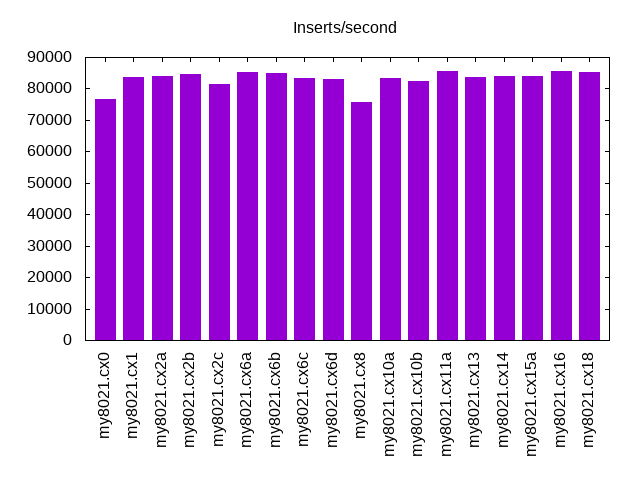 Inserts/second
90000
80000
70000
60000
50000
40000
30000
20000
10000
0
my8021.cx0
my8021.cx1
my8021.cx2a
my8021.cx2b
my8021.cx2c
my8021.cx6a
my8021.cx6b
my8021.cx6c
my8021.cx6d
my8021.cx8
my8021.cx10a
my8021.cx10b
my8021.cx11a
my8021.cx13
my8021.cx14
my8021.cx15a
my8021.cx16
my8021.cx18